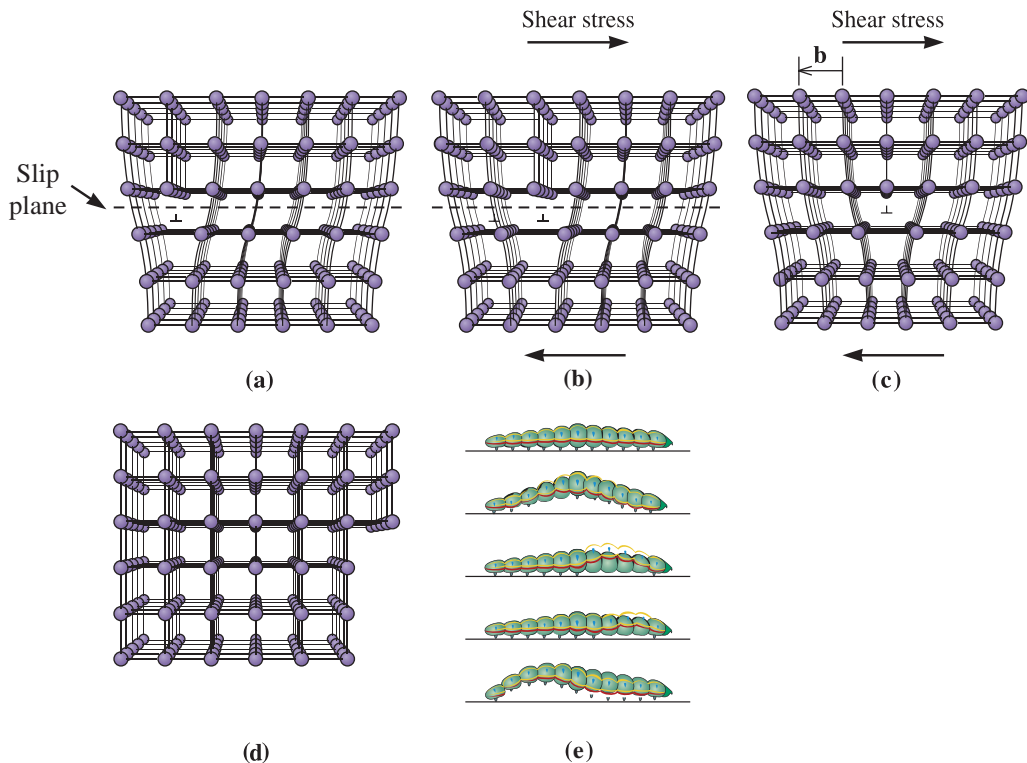 Shear stress
Shear stress
b
Slip
plane
⊥
⊥
⊥
⊥
(a)
(b)
(c)
(d)
(e)